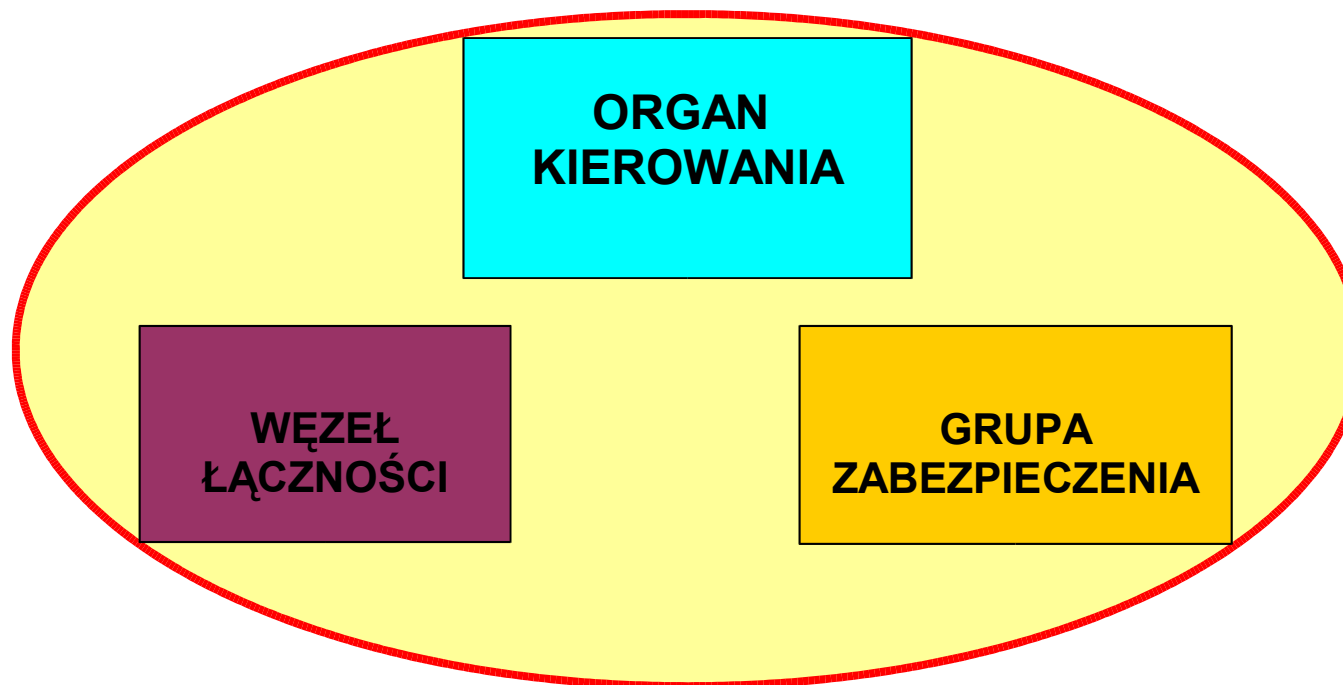 ORGAN
KIEROWANIA
WĘZEŁ
ŁĄCZNOŚCI
GRUPA
ZABEZPIECZENIA